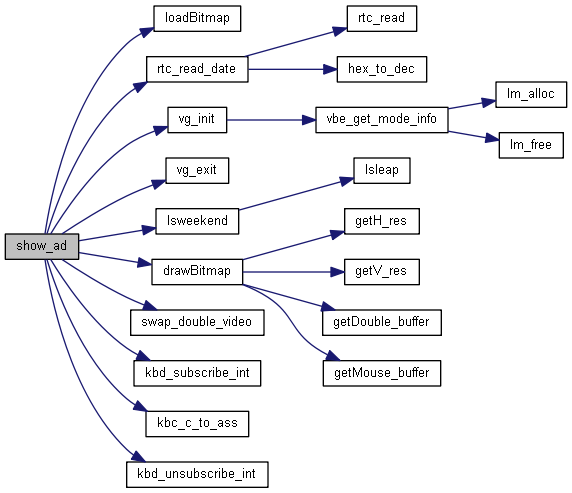 loadBitmap
rtc_read
rtc_read_date
hex_to_dec
lm_alloc
vg_init
vbe_get_mode_info
lm_free
vg_exit
Isleap
Isweekend
getH_res
show_ad
drawBitmap
getV_res
swap_double_video
getDouble_buffer
kbd_subscribe_int
getMouse_buffer
kbc_c_to_ass
kbd_unsubscribe_int